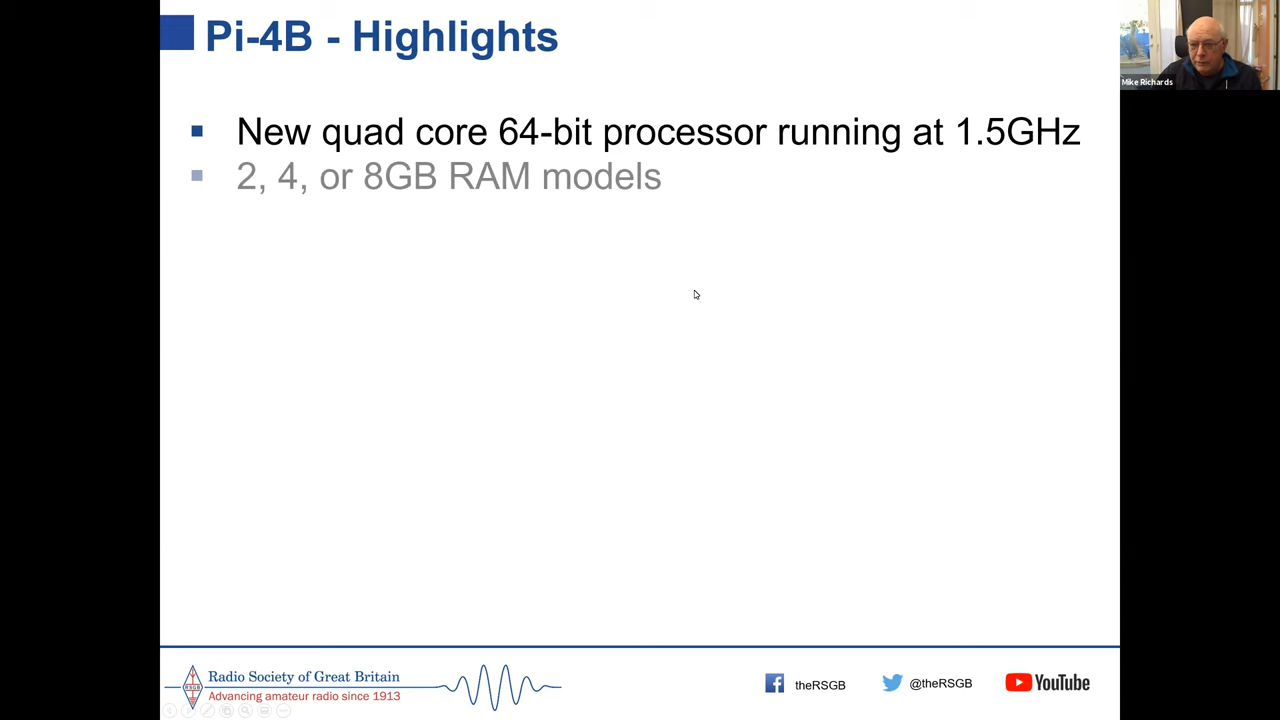 Pi-4B - Highlights
Mike Richards
New quad core 64-bit processor running at 1.5GHz
2, 4, or 8GB RAM models
RSGB
Radio Society of Great Britain
Advancing amateur radio since 1913
theRSGB
@theRSGB
YouTube